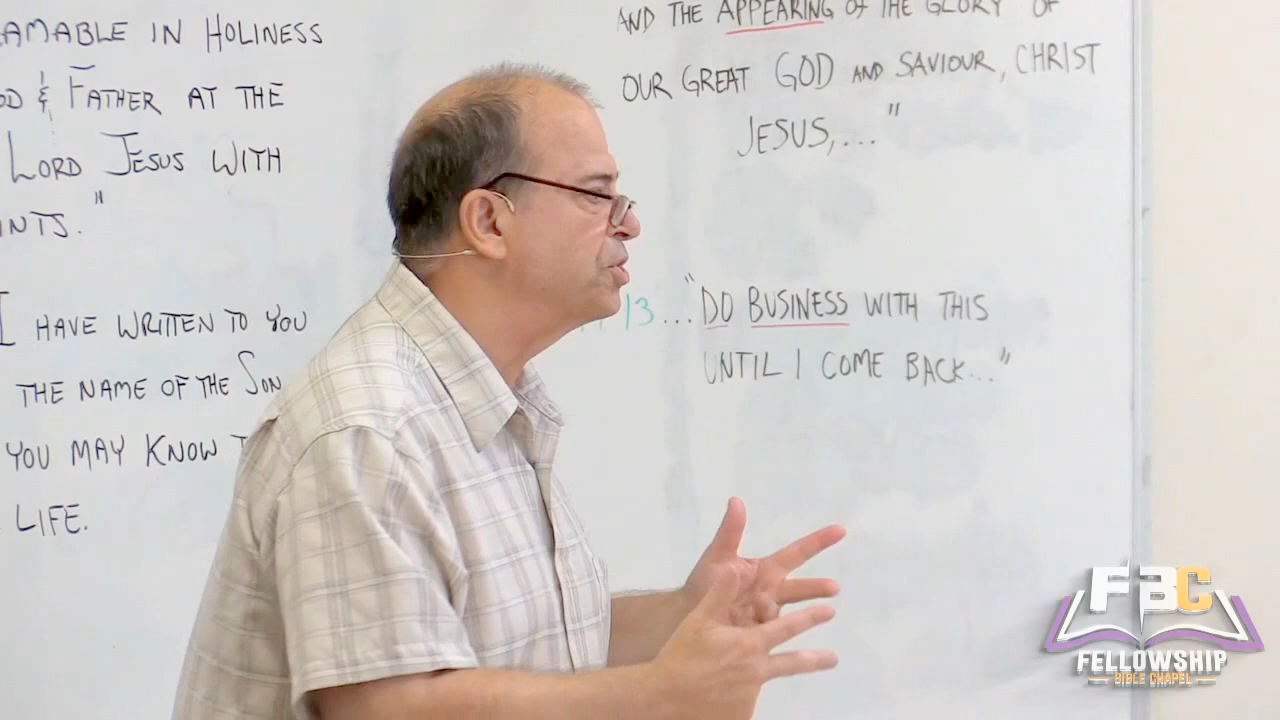 IN HOLINESS
& FATHER AT THE
LORD JESUS WITH
"
I HAVE WRITTEN TO YOU
THE NAME OF THE SON
YOU MAY KNOW
LIFE.
AND THE APPEARING OF THE GLORY OF
OUR GREAT GOD AND SAVIOUR, CHRIST
JESUS,..."
13 ..."DO BUSINESS WITH THIS
UNTIL I COME BACK..."
FBC
FELLOWSHIP
BIBLE CHAPEL